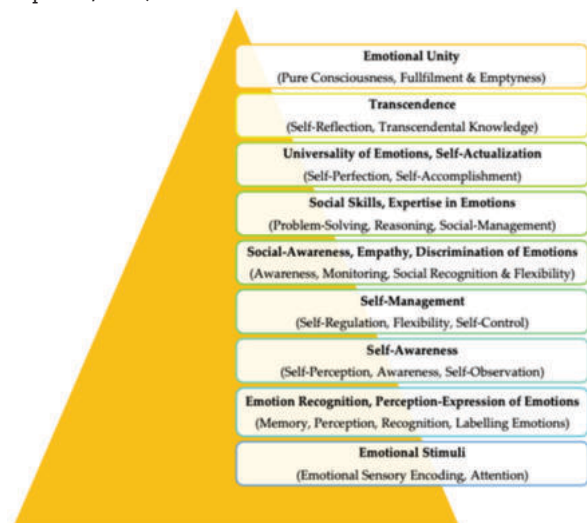 Emotional Unity
(Pure Consciousness, Fullfilment & Emptyness)
Transcendence
(Self-Reflection, Transcendental Knowledge)
Universality of Emotions, Self-Actualization
(Self-Perfection, Self-Accomplishment)
Social Skills, Expertise in Emotions
(Problem-Solving, Reasoning, Social-Management)
Social-Awareness, Empathy, Discrimination of Emotions
(Awareness, Monitoring, Social Recognition & Flexibility)
Self-Management
(Self-Regulation, Flexibility, Self-Control)
Self-Awareness
(Self-Perception, Awareness, Self-Observation)
Emotion Recognition, Perception-Expression of Emotions
(Memory, Perception, Recognition, Labelling Emotions)
Emotional Stimuli
(Emotional Sensory Encoding, Attention)